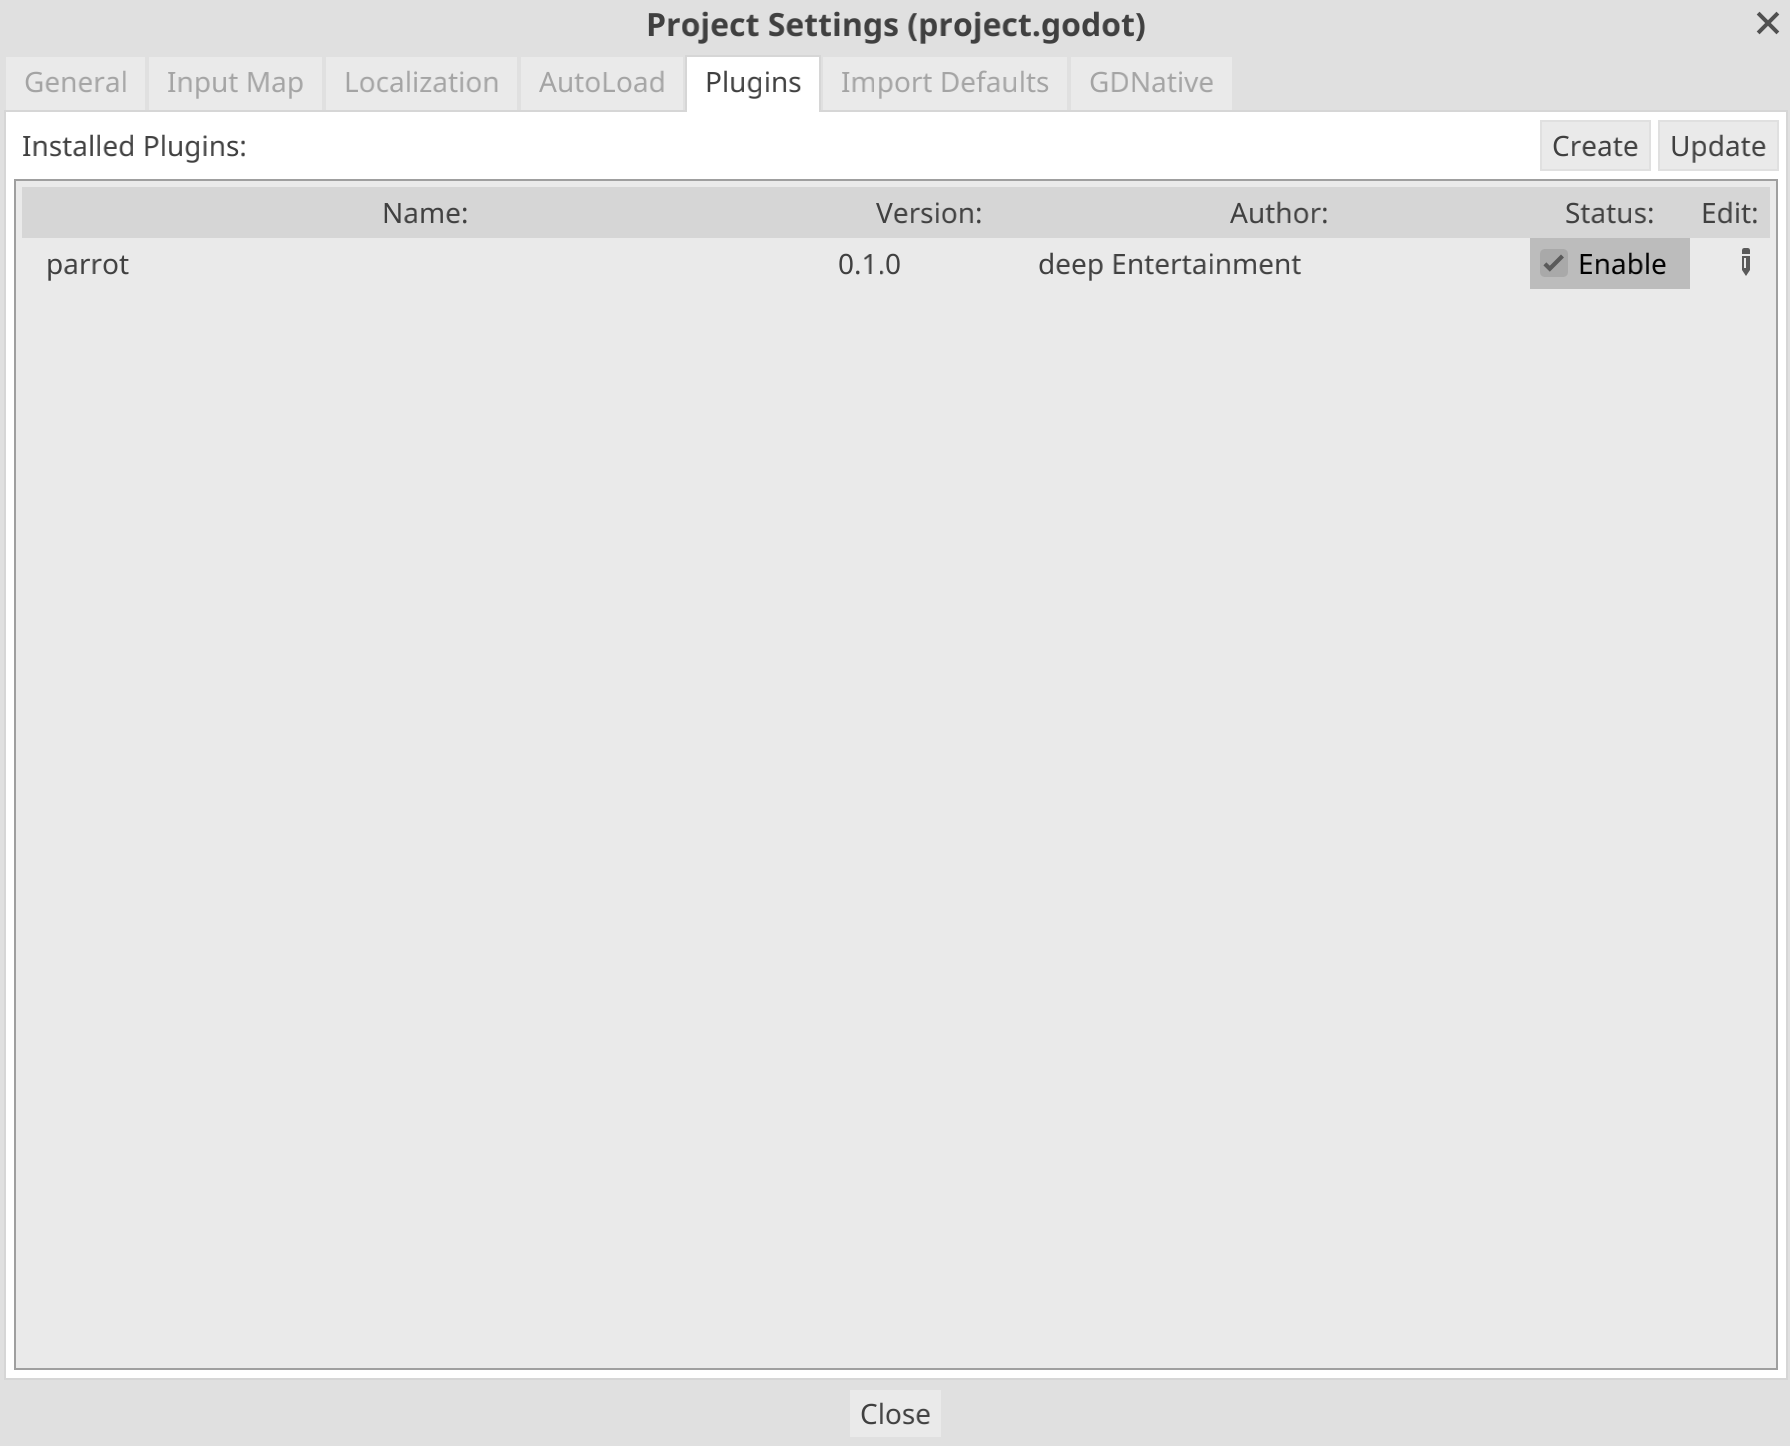 Project Settings (project.godot)
General Input Map Localization AutoLoad Plugins Import Defaults GDNative
Installed Plugins: Create Update
Name: Version: Author: Status: Edit:
parrot 0.1.0 deep Entertainment Enable
Close